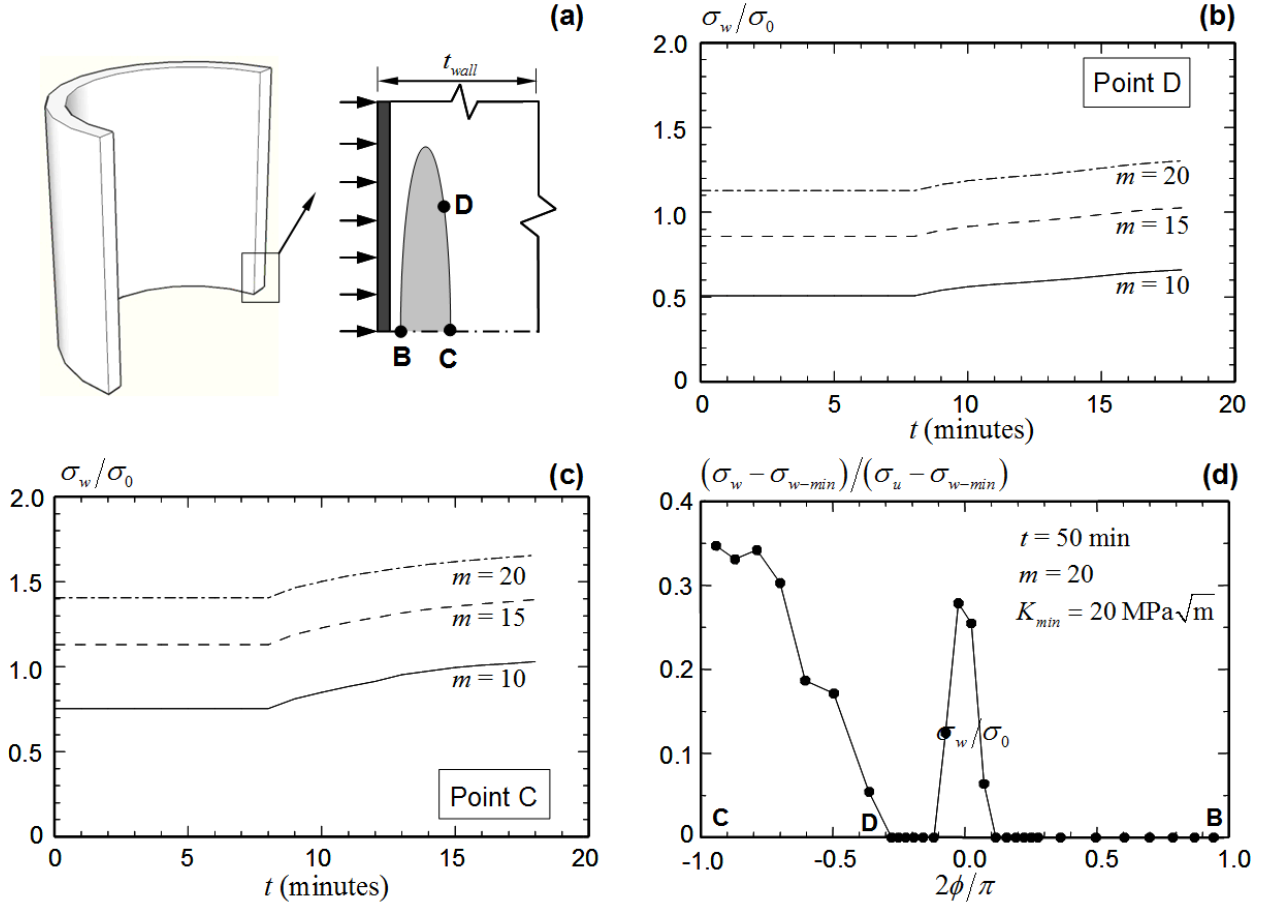 (a)
t_wall
D
B
C
σ_w/σ_0
(b)
2.0
Point D
1.5
m = 20
1.0
m = 15
0.5
m = 10
0
0 5 10 15 20
t (minutes)
σ_w/σ_0
(c)
2.0
1.5
m = 20
m = 15
1.0
m = 10
0.5
Point C
0
0 5 10 15 20
t (minutes)
(σ_w − σ_{w−min})/(σ_u − σ_{w−min})
(d)
0.4
t = 50 min
0.3
m = 20
K_min = 20 MPa√m
0.2
σ_w/σ_0
0.1
C D B
0
-1.0 -0.5 0.0 0.5 1.0
2ϕ/π